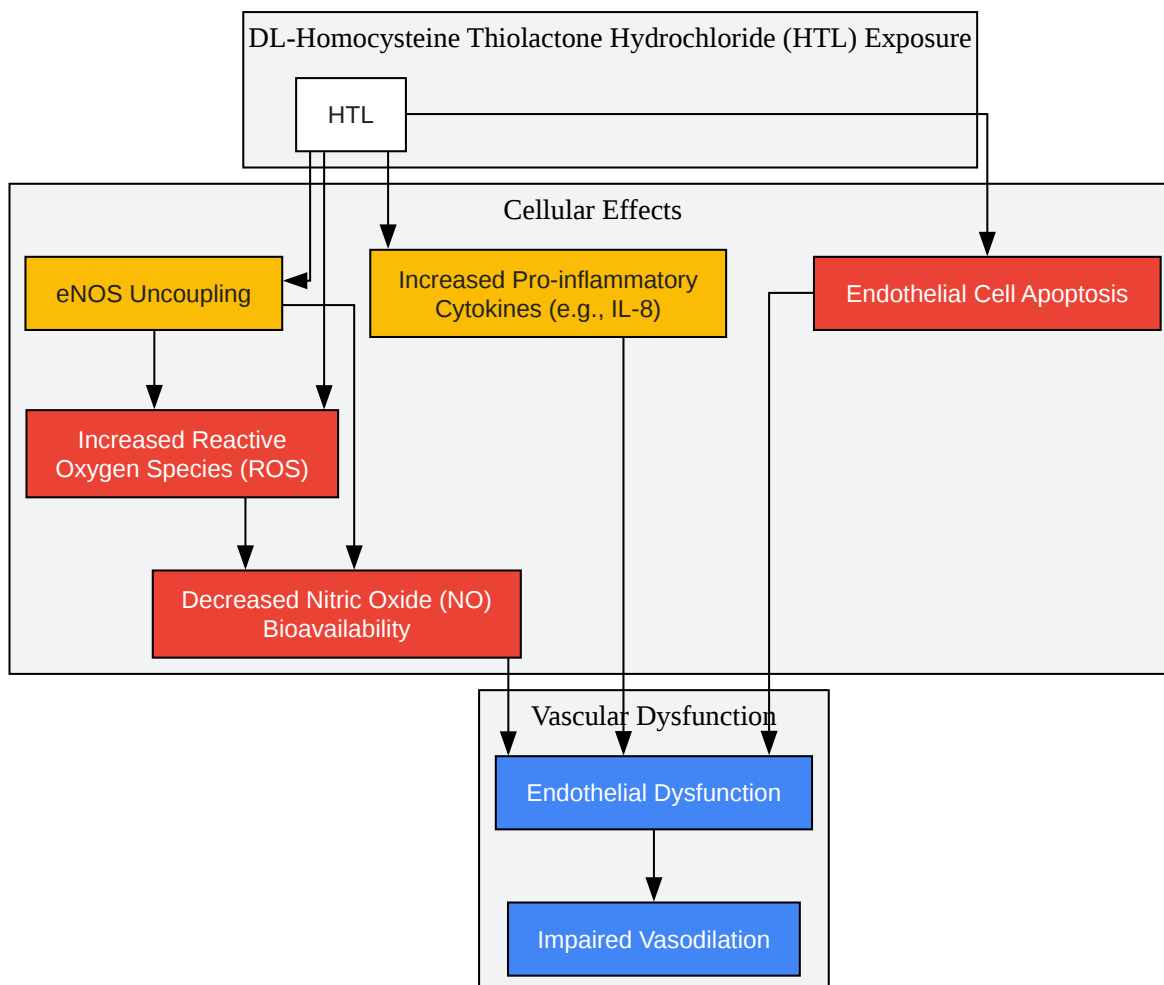 DL-Homocysteine Thiolactone Hydrochloride (HTL) Exposure
HTL
Cellular Effects
eNOS Uncoupling
Increased Pro-inflammatory
Cytokines (e.g., IL-8)
Endothelial Cell Apoptosis
Increased Reactive
Oxygen Species (ROS)
Decreased Nitric Oxide (NO)
Bioavailability
Vascular Dysfunction
Endothelial Dysfunction
Impaired Vasodilation